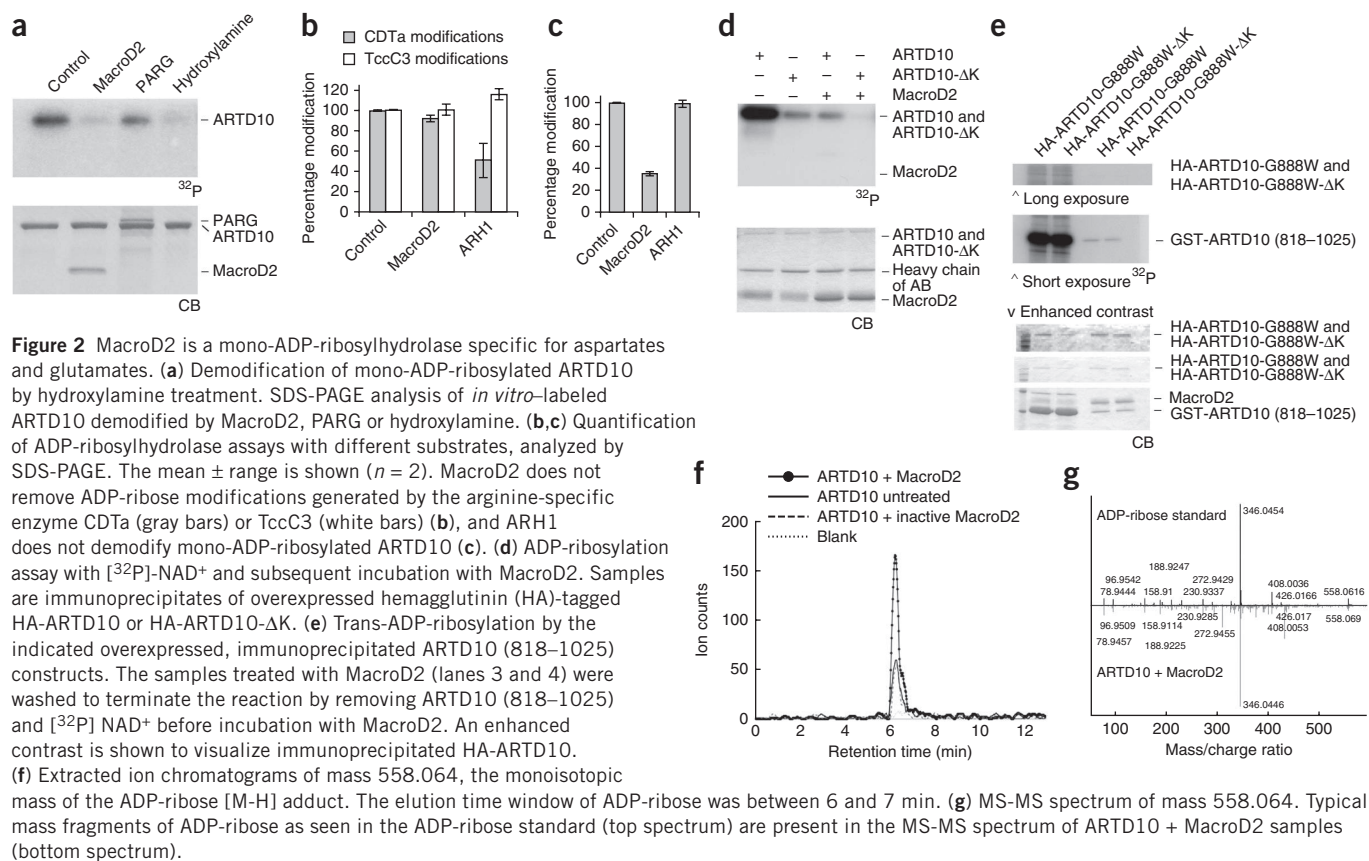 a
Control
MacroD2
PARG
Hydroxylamine
ARTD10
32P
PARG
ARTD10
MacroD2
CB
b
CDTa modifications
TccC3 modifications
Percentage modification
120
100
80
60
40
20
0
Control
MacroD2
ARH1
c
Percentage modification
100
80
60
40
20
0
Control
MacroD2
ARH1
d
+ – + – ARTD10
– + – + ARTD10-ΔK
– – + + MacroD2
ARTD10 and
ARTD10-ΔK
MacroD2
32P
ARTD10 and
ARTD10-ΔK
Heavy chain
of AB
MacroD2
CB
e
HA-ARTD10-G888W
HA-ARTD10-G888W-ΔK
HA-ARTD10-G888W
HA-ARTD10-G888W-ΔK
HA-ARTD10-G888W and
HA-ARTD10-G888W-ΔK
^ Long exposure
GST-ARTD10 (818–1025)
^ Short exposure 32P
v Enhanced contrast
HA-ARTD10-G888W and
HA-ARTD10-G888W-ΔK
HA-ARTD10-G888W and
HA-ARTD10-G888W-ΔK
MacroD2
GST-ARTD10 (818–1025)
CB
Figure 2 MacroD2 is a mono-ADP-ribosylhydrolase specific for aspartates
and glutamates. (a) Demodification of mono-ADP-ribosylated ARTD10
by hydroxylamine treatment. SDS-PAGE analysis of in vitro–labeled
ARTD10 demodified by MacroD2, PARG or hydroxylamine. (b,c) Quantification
of ADP-ribosylhydrolase assays with different substrates, analyzed by
SDS-PAGE. The mean ± range is shown (n = 2). MacroD2 does not
remove ADP-ribose modifications generated by the arginine-specific
enzyme CDTa (gray bars) or TccC3 (white bars) (b), and ARH1
does not demodify mono-ADP-ribosylated ARTD10 (c). (d) ADP-ribosylation
assay with [32P]-NAD+ and subsequent incubation with MacroD2. Samples
are immunoprecipitates of overexpressed hemagglutinin (HA)-tagged
HA-ARTD10 or HA-ARTD10-ΔK. (e) Trans-ADP-ribosylation by the
indicated overexpressed, immunoprecipitated ARTD10 (818–1025)
constructs. The samples treated with MacroD2 (lanes 3 and 4) were
washed to terminate the reaction by removing ARTD10 (818–1025)
and [32P] NAD+ before incubation with MacroD2. An enhanced
contrast is shown to visualize immunoprecipitated HA-ARTD10.
(f) Extracted ion chromatograms of mass 558.064, the monoisotopic
mass of the ADP-ribose [M-H] adduct. The elution time window of ADP-ribose was between 6 and 7 min. (g) MS-MS spectrum of mass 558.064. Typical
mass fragments of ADP-ribose as seen in the ADP-ribose standard (top spectrum) are present in the MS-MS spectrum of ARTD10 + MacroD2 samples
(bottom spectrum).
f
ARTD10 + MacroD2
ARTD10 untreated
ARTD10 + inactive MacroD2
Blank
Ion counts
200
150
100
50
0
0 2 4 6 8 10 12
Retention time (min)
g
ADP-ribose standard
346.0454
188.9247
96.9542 272.9429 408.0036
78.9444 158.91 230.9337 426.0166 558.0616
96.9509 158.9114 230.9285 426.017 558.069
78.9457 188.9225 272.9455 408.0053
ARTD10 + MacroD2
346.0446
100 200 300 400 500
Mass/charge ratio